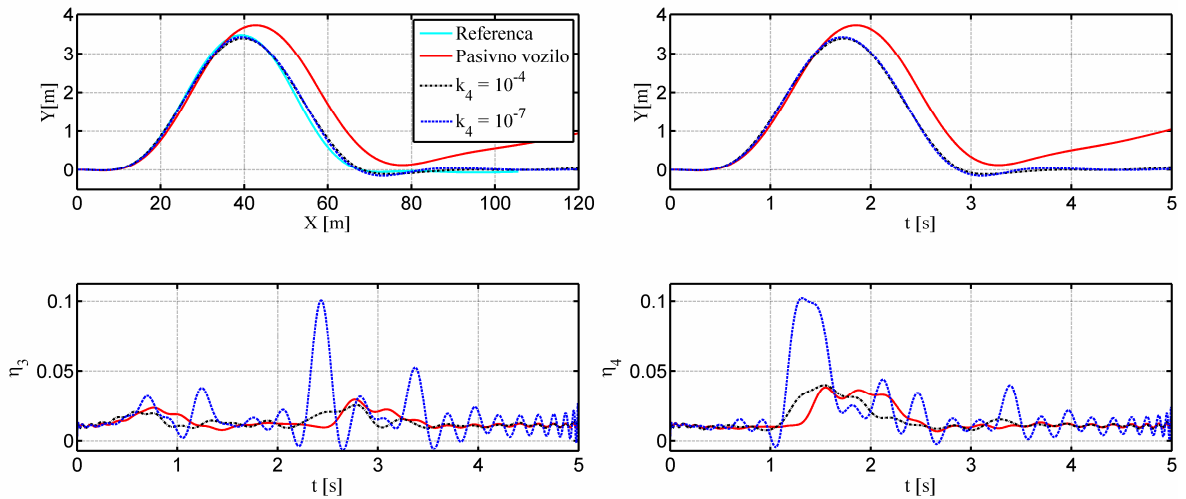 4
3
2
1
0
Y[m]
0 20 40 60 80 100 120
X [m]
Referenca
Pasivno vozilo
k₄ = 10⁻⁴
k₄ = 10⁻⁷
4
3
2
1
0
Y[m]
0 1 2 3 4 5
t [s]
0.1
0.05
0
η₃
0 1 2 3 4 5
t [s]
0.1
0.05
0
η₄
0 1 2 3 4 5
t [s]